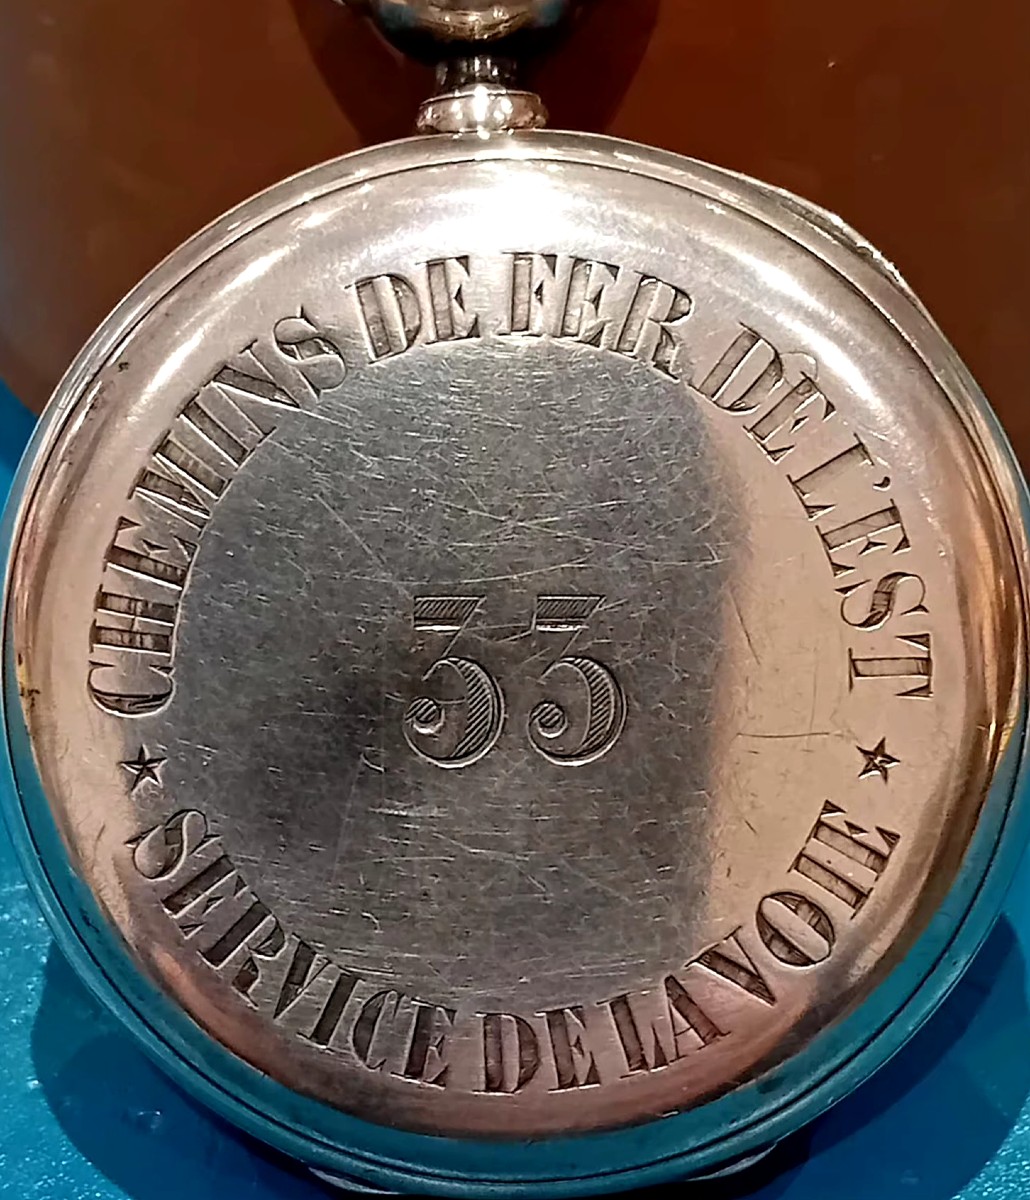 CHEMINS DE FER DE L'EST
33
★ SERVICE DE LA VOIE ★